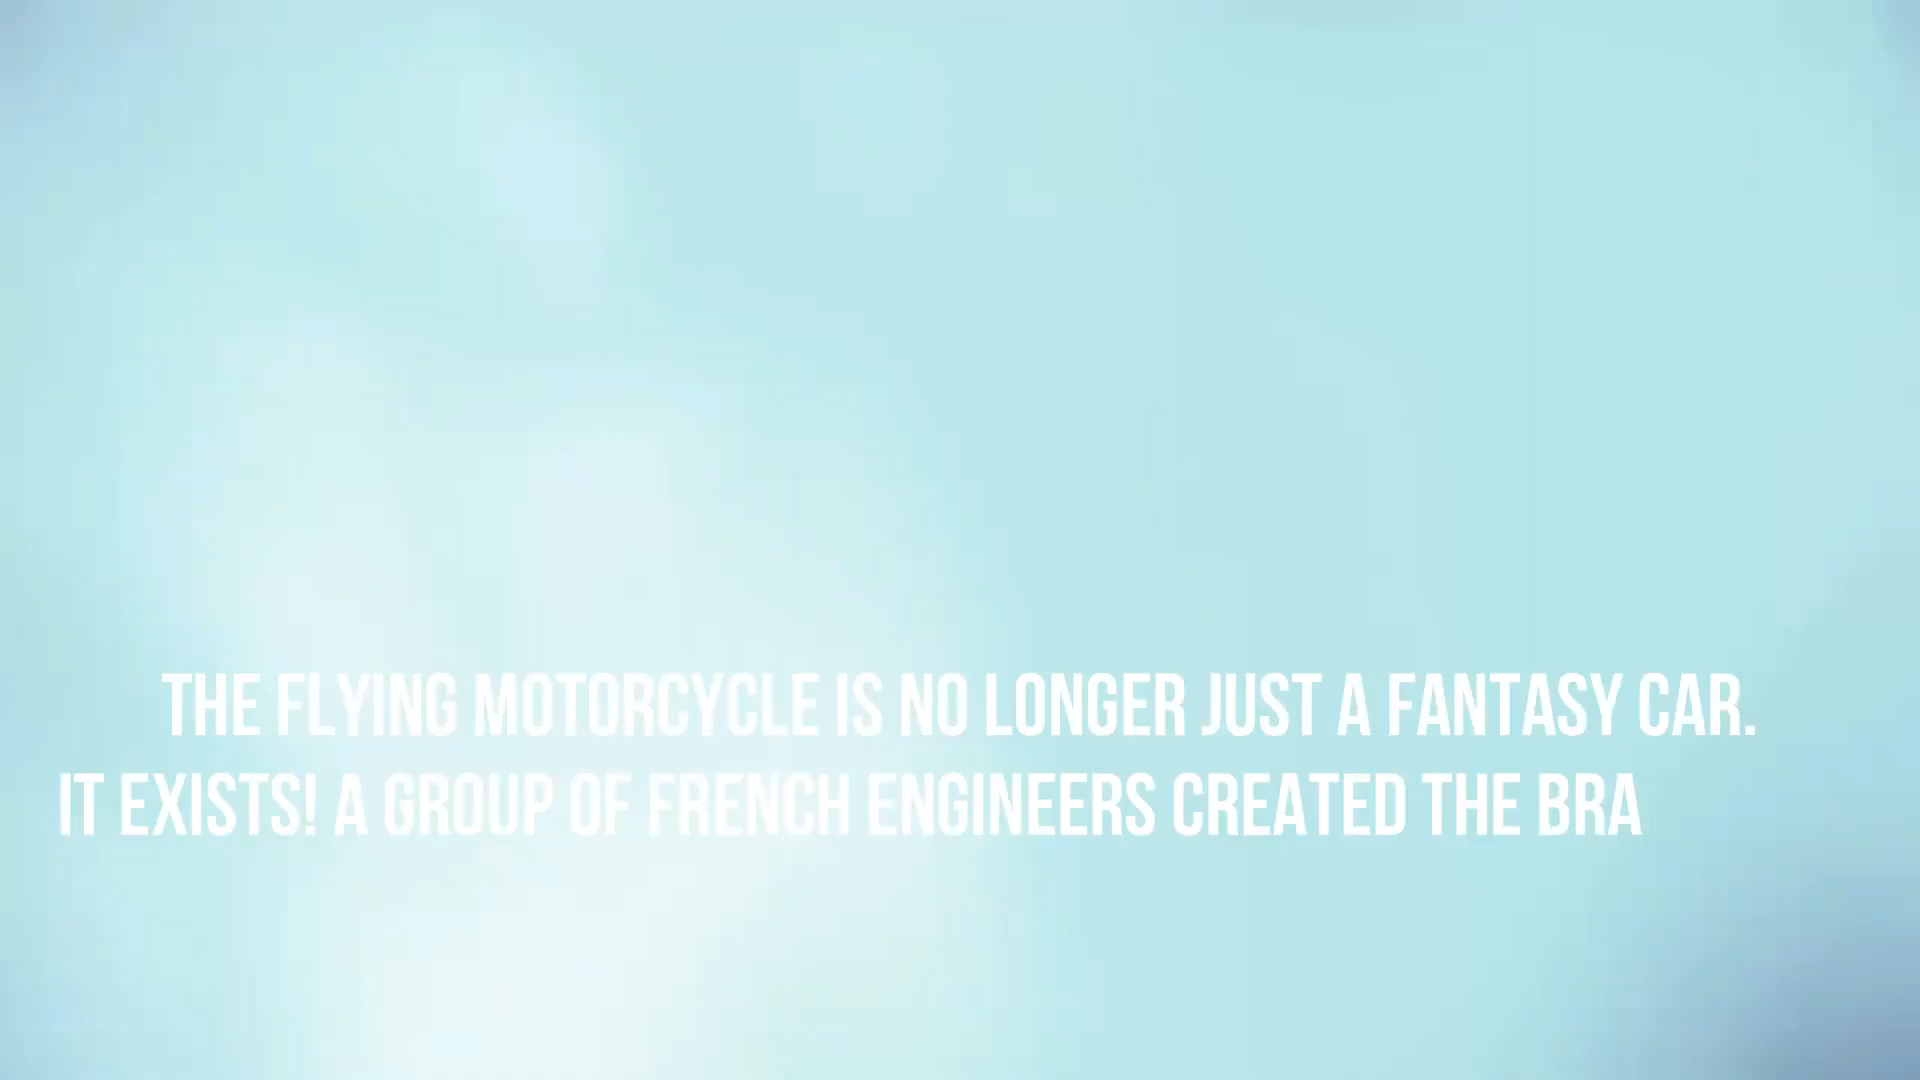 THE FLYING MOTORCYCLE IS NO LONGER JUST A FANTASY CAR.
IT EXISTS! A GROUP OF FRENCH ENGINEERS CREATED THE BRA